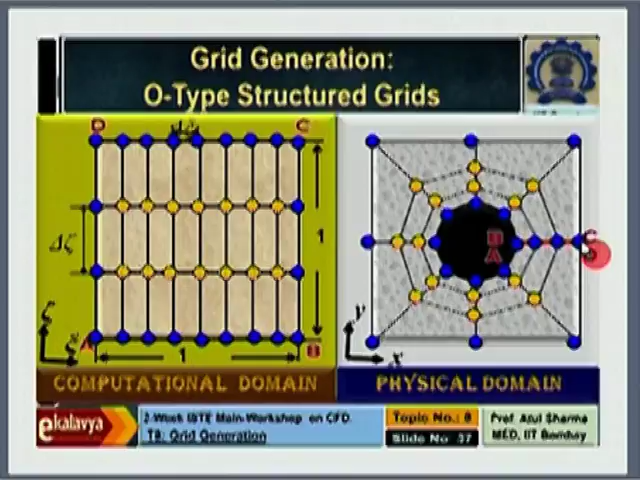 Grid Generation:
O-Type Structured Grids
D
C
Δξ
Δζ
1
ζ
ξ
A
1
B
B
A
C
D
y
x
COMPUTATIONAL DOMAIN
PHYSICAL DOMAIN
ekalavya
2-Week ISTE Main Workshop on CFD
T8: Grid Generation
Topic No.: 8
Slide No. 37
Prof. Atul Sharma
MED, IIT Bombay